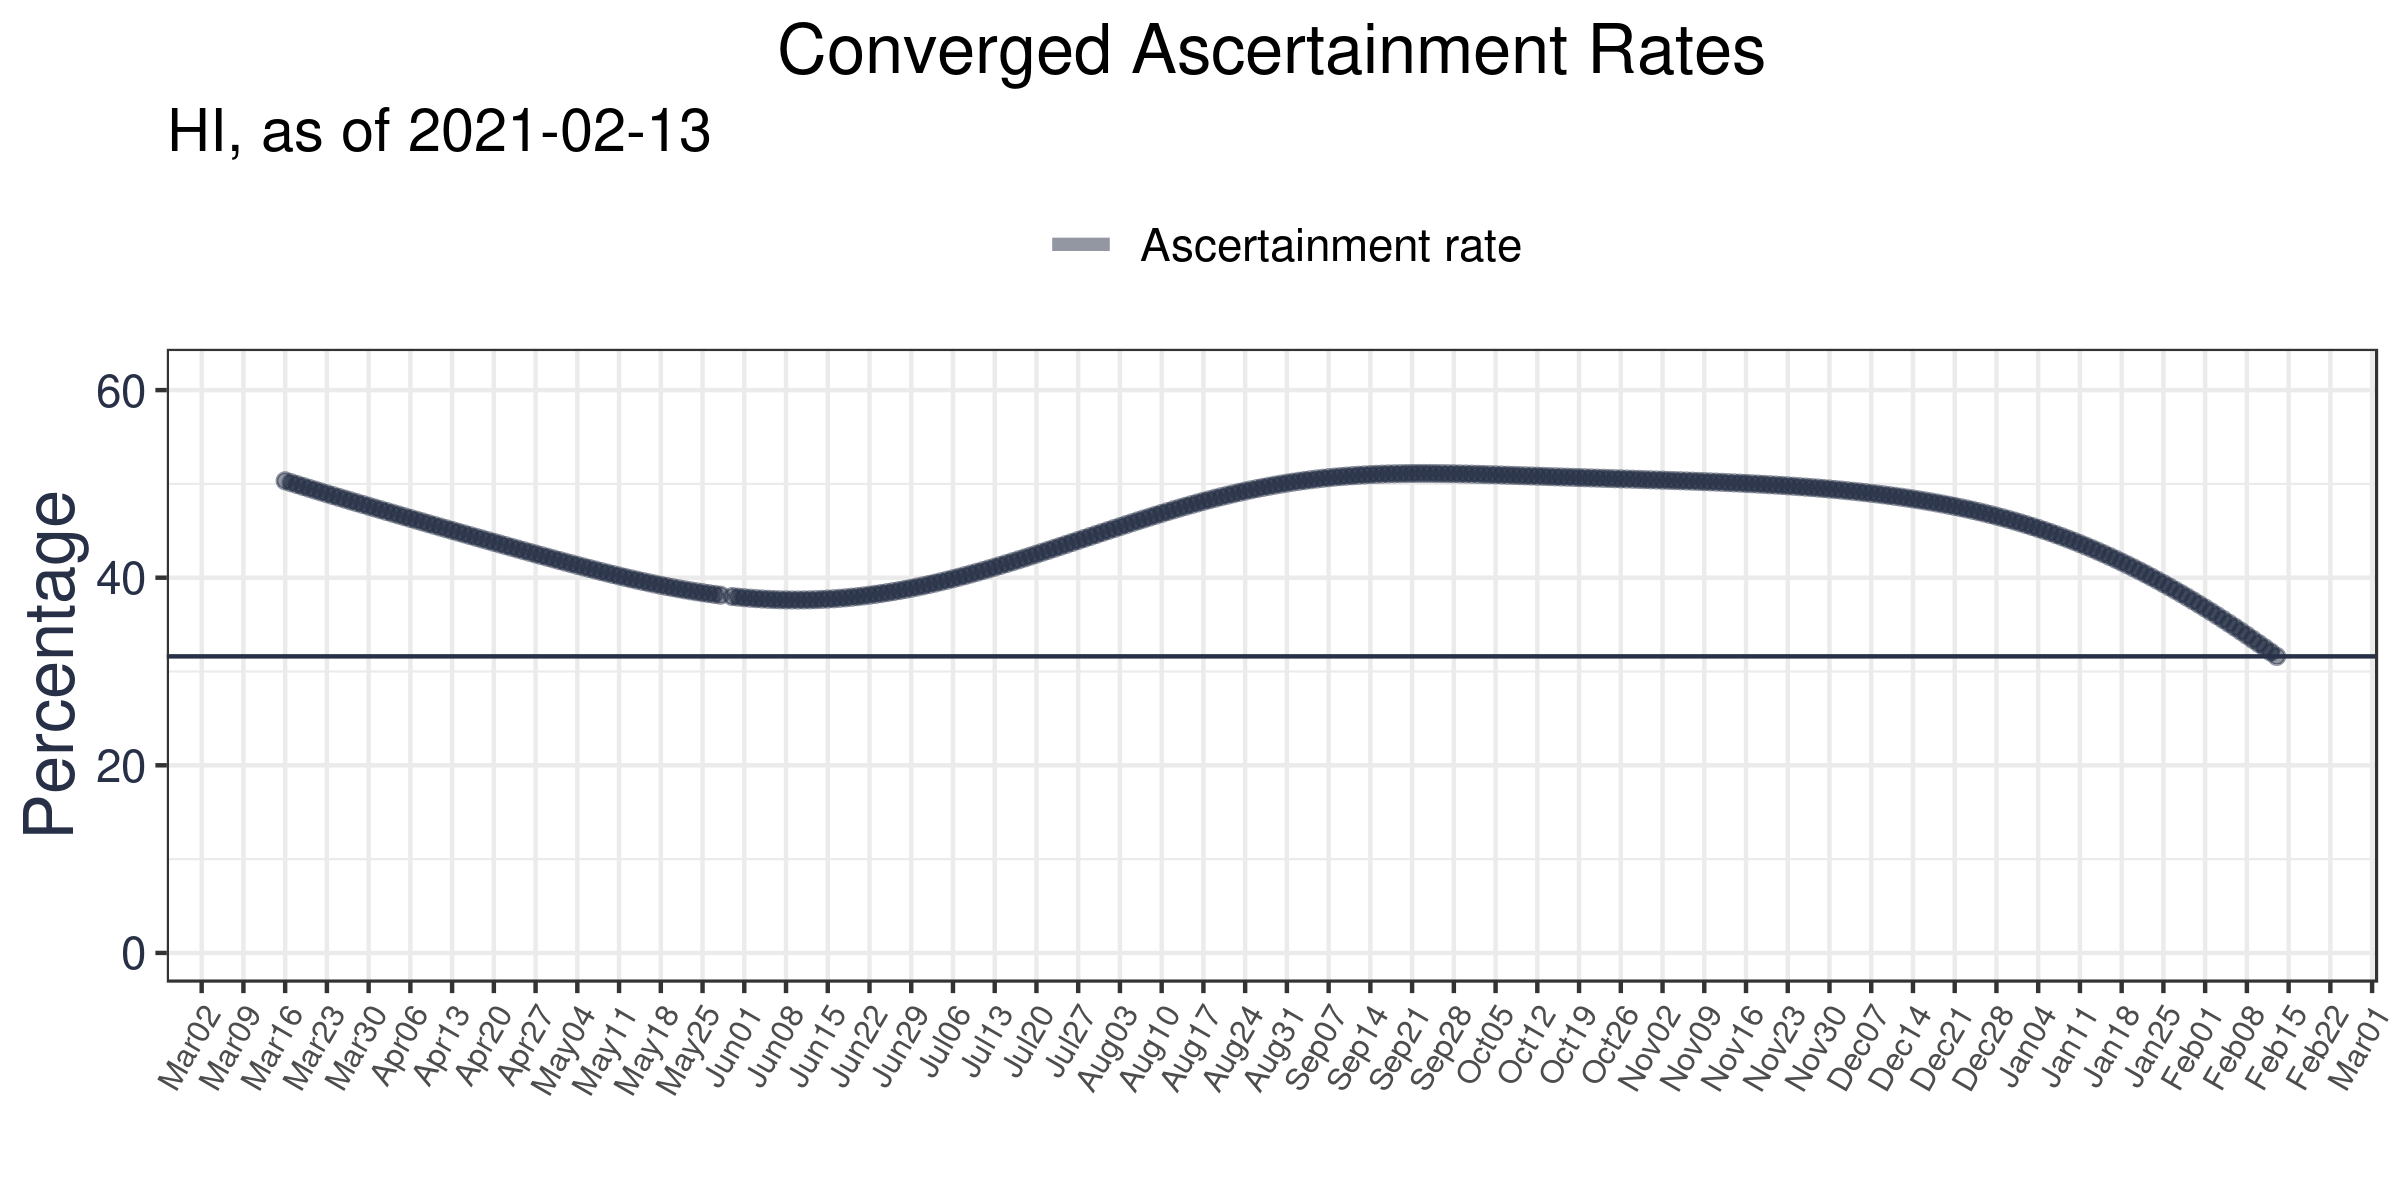 Converged Ascertainment Rates
HI, as of 2021-02-13
Ascertainment rate
Percentage
60
40
20
0
Mar02
Mar09
Mar16
Mar23
Mar30
Apr06
Apr13
Apr20
Apr27
May04
May11
May18
May25
Jun01
Jun08
Jun15
Jun22
Jun29
Jul06
Jul13
Jul20
Jul27
Aug03
Aug10
Aug17
Aug24
Aug31
Sep07
Sep14
Sep21
Sep28
Oct05
Oct12
Oct19
Oct26
Nov02
Nov09
Nov16
Nov23
Nov30
Dec07
Dec14
Dec21
Dec28
Jan04
Jan11
Jan18
Jan25
Feb01
Feb08
Feb15
Feb22
Mar01